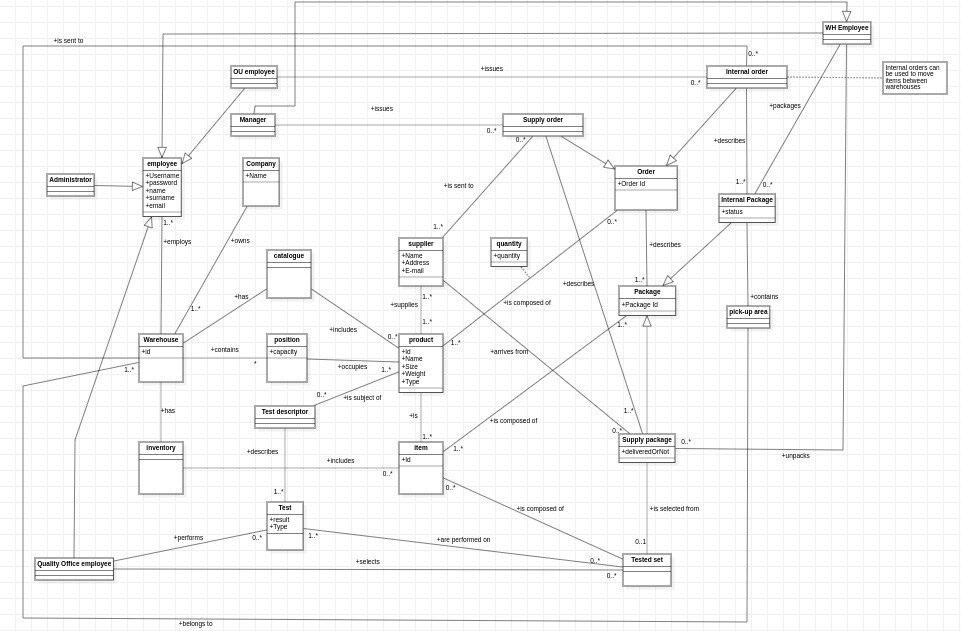 WH Employee
+is sent to
0..*
OU employee
+issues
Internal order
0..*
Internal orders can
be used to move
items between
warehouses
+packages
Manager
+issues
Supply order
0..*
0..*
+describes
employee
+Username
+password
+name
+surname
+email
Company
+Name
Administrator
Order
+Order Id
+is sent to
1..*
0..*
Internal Package
+status
1..*
+employs
+owns
0..*
1..*
supplier
+Name
+Address
+E-mail
quantity
+quantity
+describes
catalogue
+describes
1..*
Package
+Package Id
+has
1..*
+supplies
1..*
+is composed of
+contains
pick-up area
1..*
1..*
+includes
0..*
Warehouse
+id
position
+capacity
product
+Id
+Name
+Size
+Weight
+Type
1..*
+contains
*
+arrives from
1..*
+occupies
1..*
0..*
+is subject of
Test descriptor
+has
+is
1..*
+is composed of
0..*
1..*
Inventory
Item
+Id
1..*
Supply package
+deliveredOrNot
0..*
+describes
+includes
0..*
+unpacks
1..*
0..*
Test
+result
+Type
+is composed of
+is selected from
+performs
0..*
1..*
+are performed on
0..1
Quality Office employee
+selects
0..*
0..*
Tested set
+belongs to